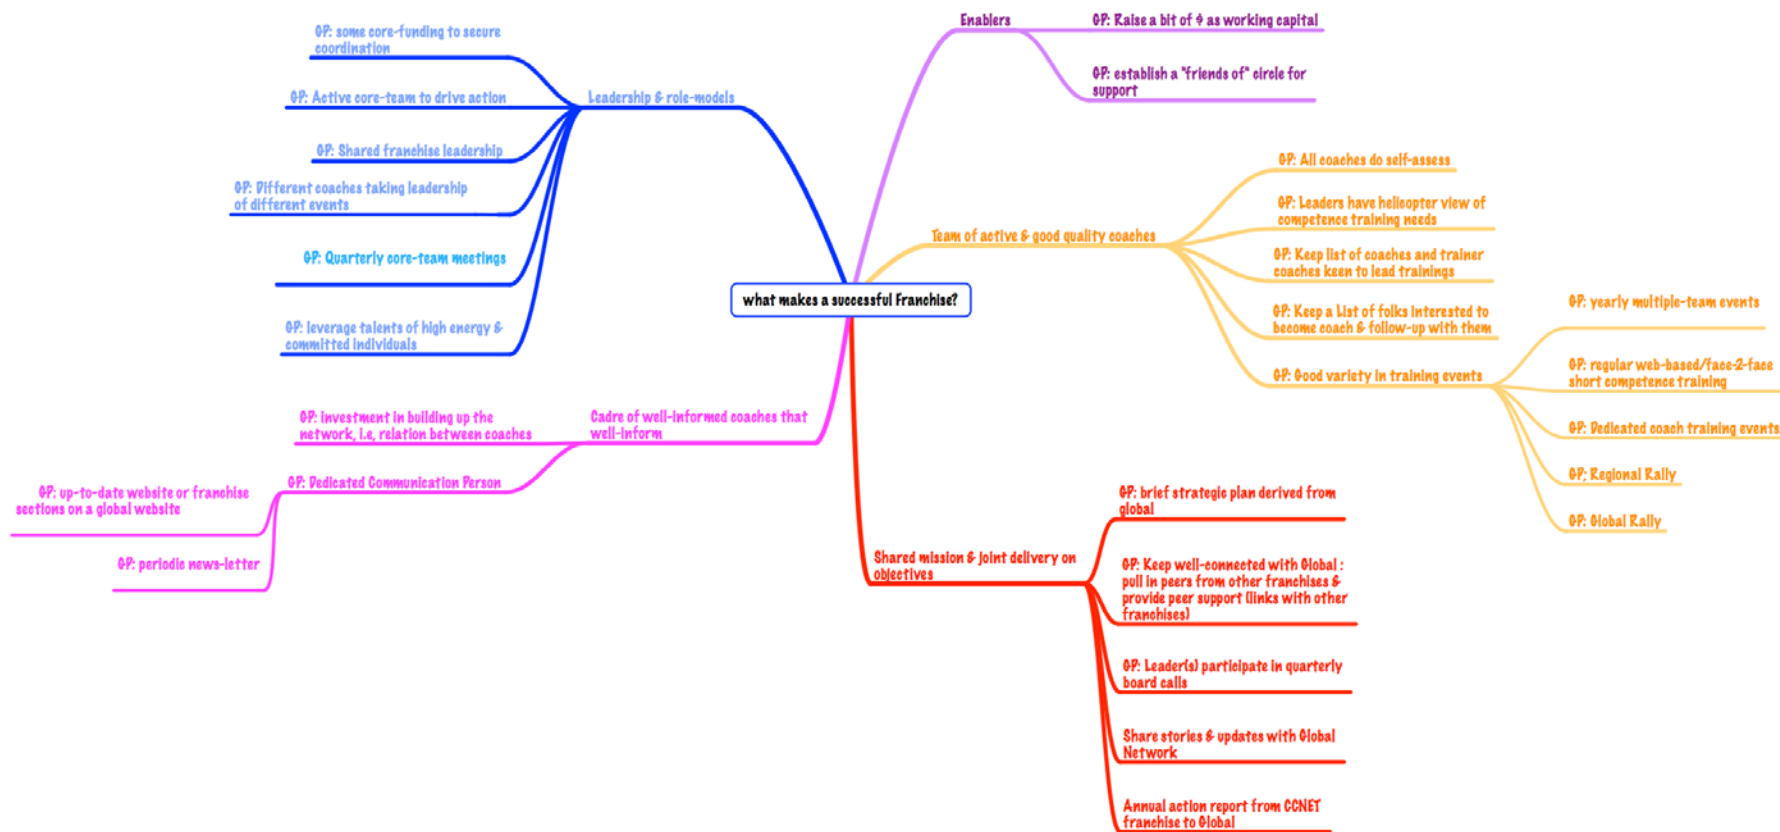 what makes a successful Franchise?
Enablers
GP: Raise a bit of $ as working capital
GP: establish a "friends of" circle for
support
Team of active & good quality coaches
GP: All coaches do self-assess
GP: Leaders have helicopter view of
competence training needs
GP: Keep list of coaches and trainer
coaches keen to lead trainings
GP: Keep a List of folks interested to
become coach & follow-up with them
GP: Good variety in training events
GP: yearly multiple-team events
GP: regular web-based/face-2-face
short competence training
GP: Dedicated coach training events
GP; Regional Rally
GP: Global Rally
Shared mission & joint delivery on
objectives
GP: brief strategic plan derived from
global
GP: Keep well-connected with Global :
pull in peers from other franchises &
provide peer support (links with other
franchises)
GP: Leader(s) participate in quarterly
board calls
Share stories & updates with Global
Network
Annual action report from CCNET
franchise to Global
Cadre of well-informed coaches that
well-inform
GP: investment in building up the
network, i.e, relation between coaches
GP: Dedicated Communication Person
GP: up-to-date website or franchise
sections on a global website
GP: periodic news-letter
Leadership & role-models
GP: some core-funding to secure
coordination
GP: Active core-team to drive action
GP: Shared franchise leadership
GP: Different coaches taking leadership
of different events
GP: Quarterly core-team meetings
GP: leverage talents of high energy &
committed individuals